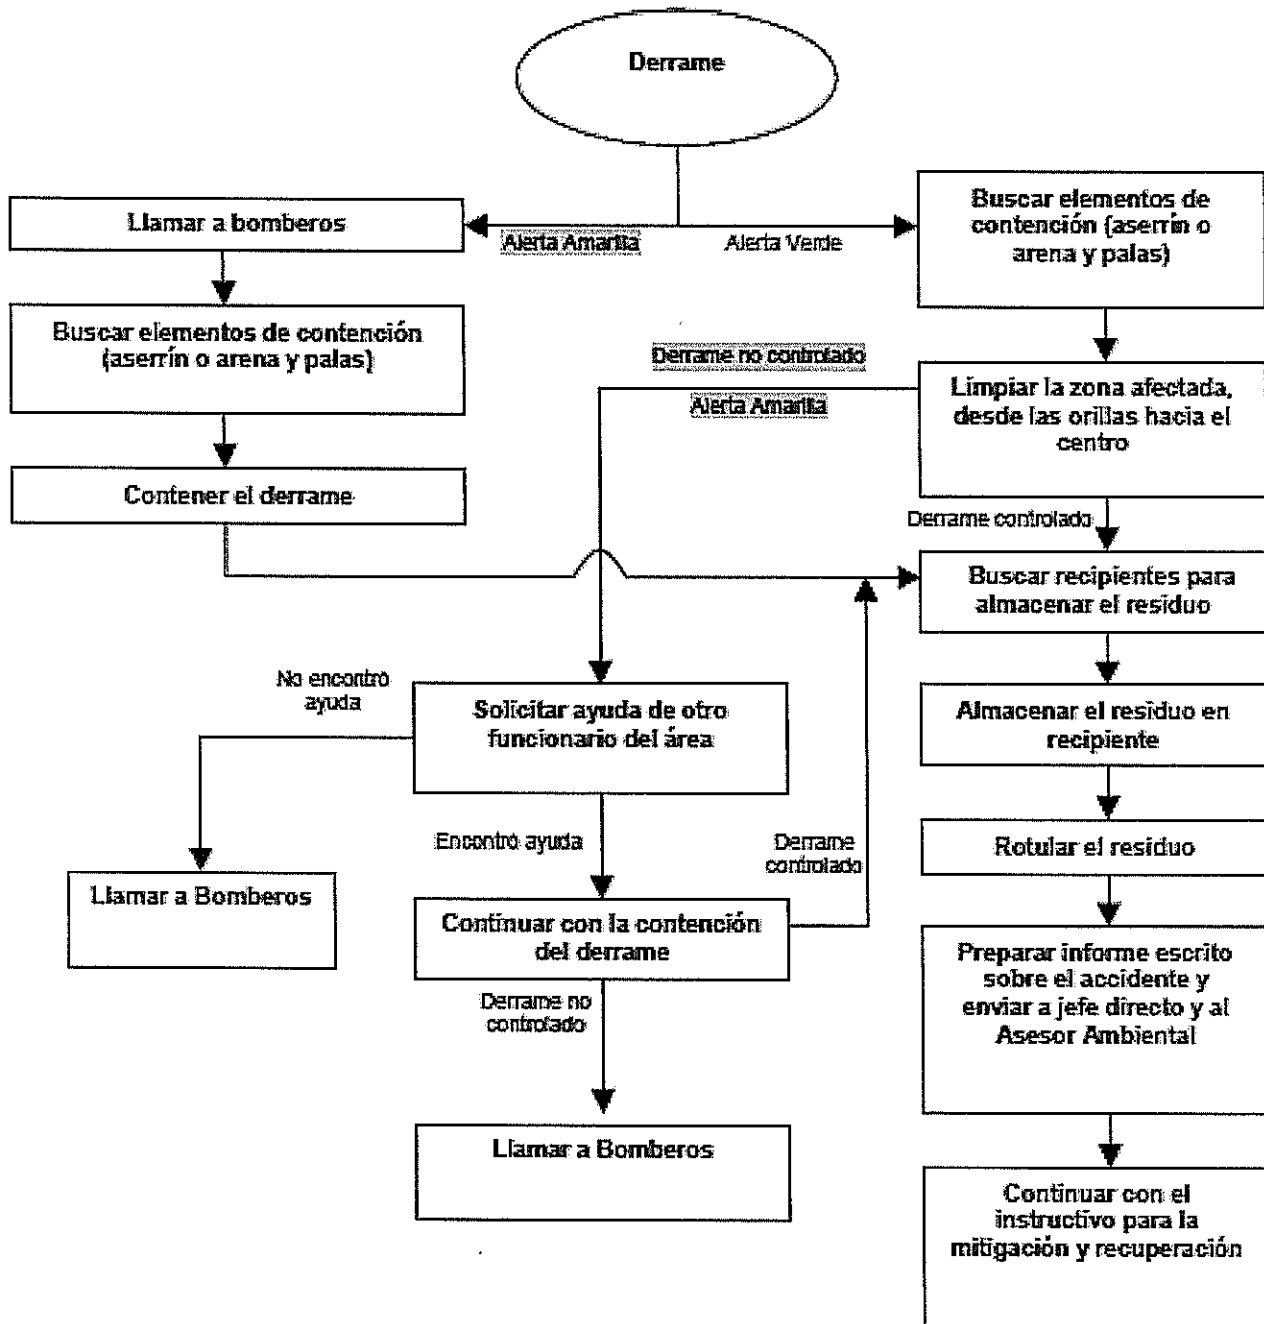 Derrame
Llamar a bomberos
Alerta Amarilla
Alerta Verde
Buscar elementos de
contención (aserrín o
arena y palas)
Buscar elementos de contención
(aserrín o arena y palas)
Derrame no controlado
Alerta Amarilla
Limpiar la zona afectada,
desde las orillas hacia el
centro
Contener el derrame
Derrame controlado
Buscar recipientes para
almacenar el residuo
No encontró
ayuda
Solicitar ayuda de otro
funcionario del área
Almacenar el residuo en
recipiente
Encontró ayuda
Derrame
controlado
Rotular el residuo
Llamar a Bomberos
Continuar con la contención
del derrame
Preparar informe escrito
sobre el accidente y
enviar a jefe directo y al
Asesor Ambiental
Derrame no
controlado
Llamar a Bomberos
Continuar con el
instructivo para la
mitigación y recuperación